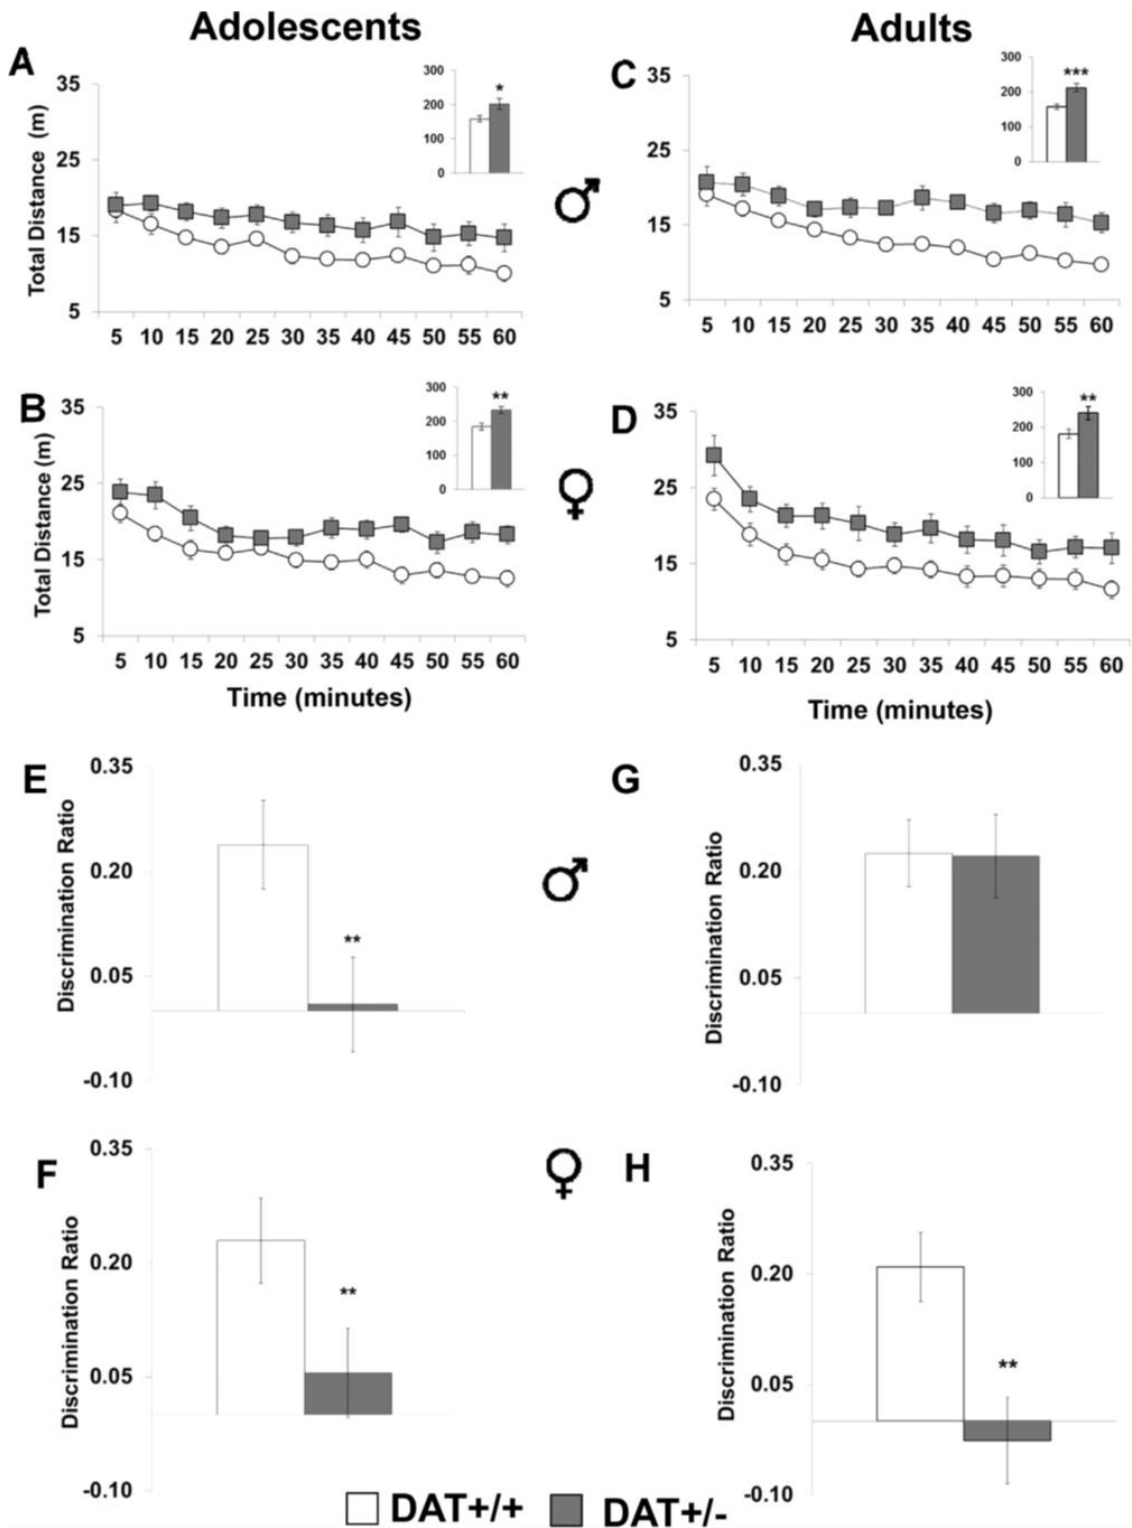 Adolescents
Adults
A
35
25
15
5
Total Distance (m)
5 10 15 20 25 30 35 40 45 50 55 60
300
200
100
0
*
C
35
25
15
5
5 10 15 20 25 30 35 40 45 50 55 60
300
200
100
0
***
♂
B
35
25
15
5
Total Distance (m)
5 10 15 20 25 30 35 40 45 50 55 60
Time (minutes)
300
200
100
0
**
♀
D
35
25
15
5
5 10 15 20 25 30 35 40 45 50 55 60
Time (minutes)
300
200
100
0
**
E
0.35
0.20
0.05
-0.10
Discrimination Ratio
**
♂
G
0.35
0.20
0.05
-0.10
Discrimination Ratio
F
0.35
0.20
0.05
-0.10
Discrimination Ratio
**
♀
H
0.35
0.20
0.05
-0.10
Discrimination Ratio
**
DAT+/+ DAT+/-